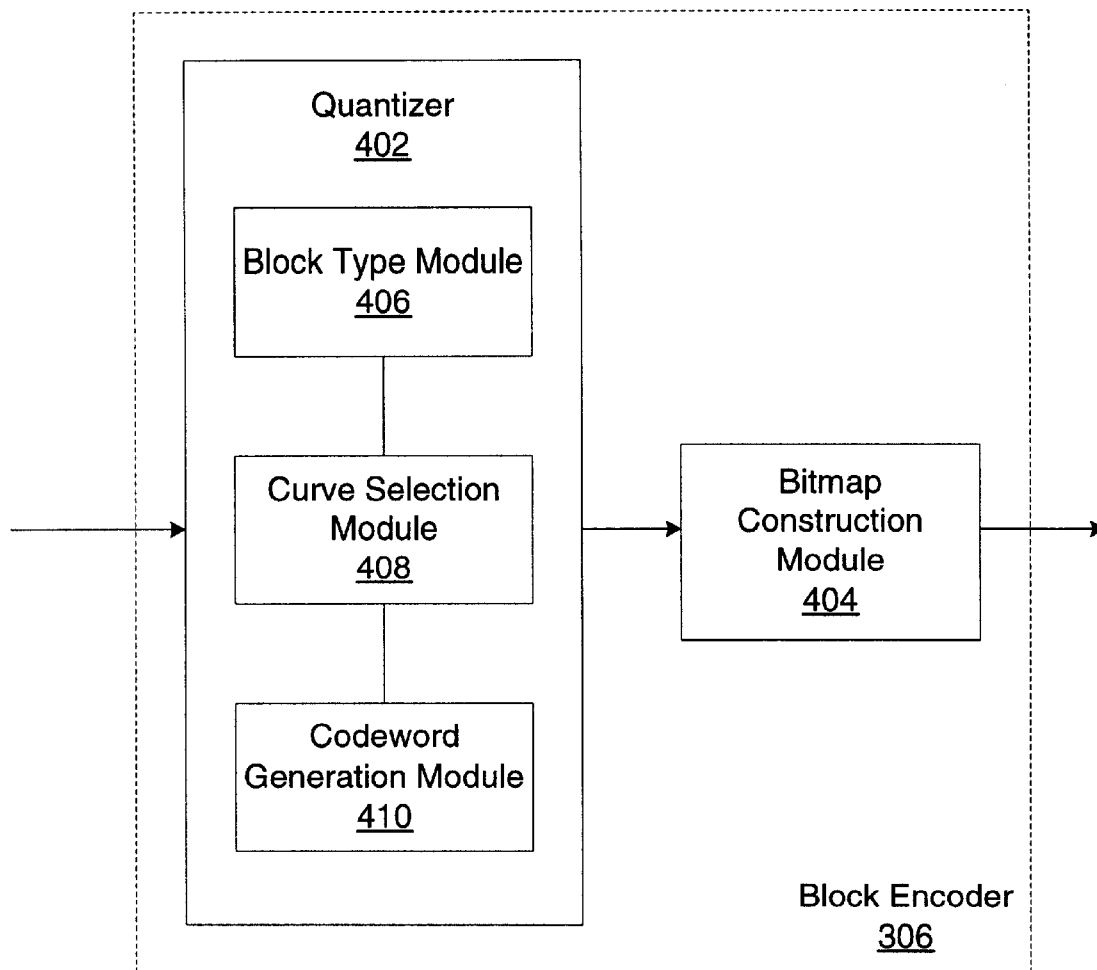 Quantizer
402
Block Type Module
406
Curve Selection
Module
408
Codeword
Generation Module
410
Bitmap
Construction
Module
404
Block Encoder
306